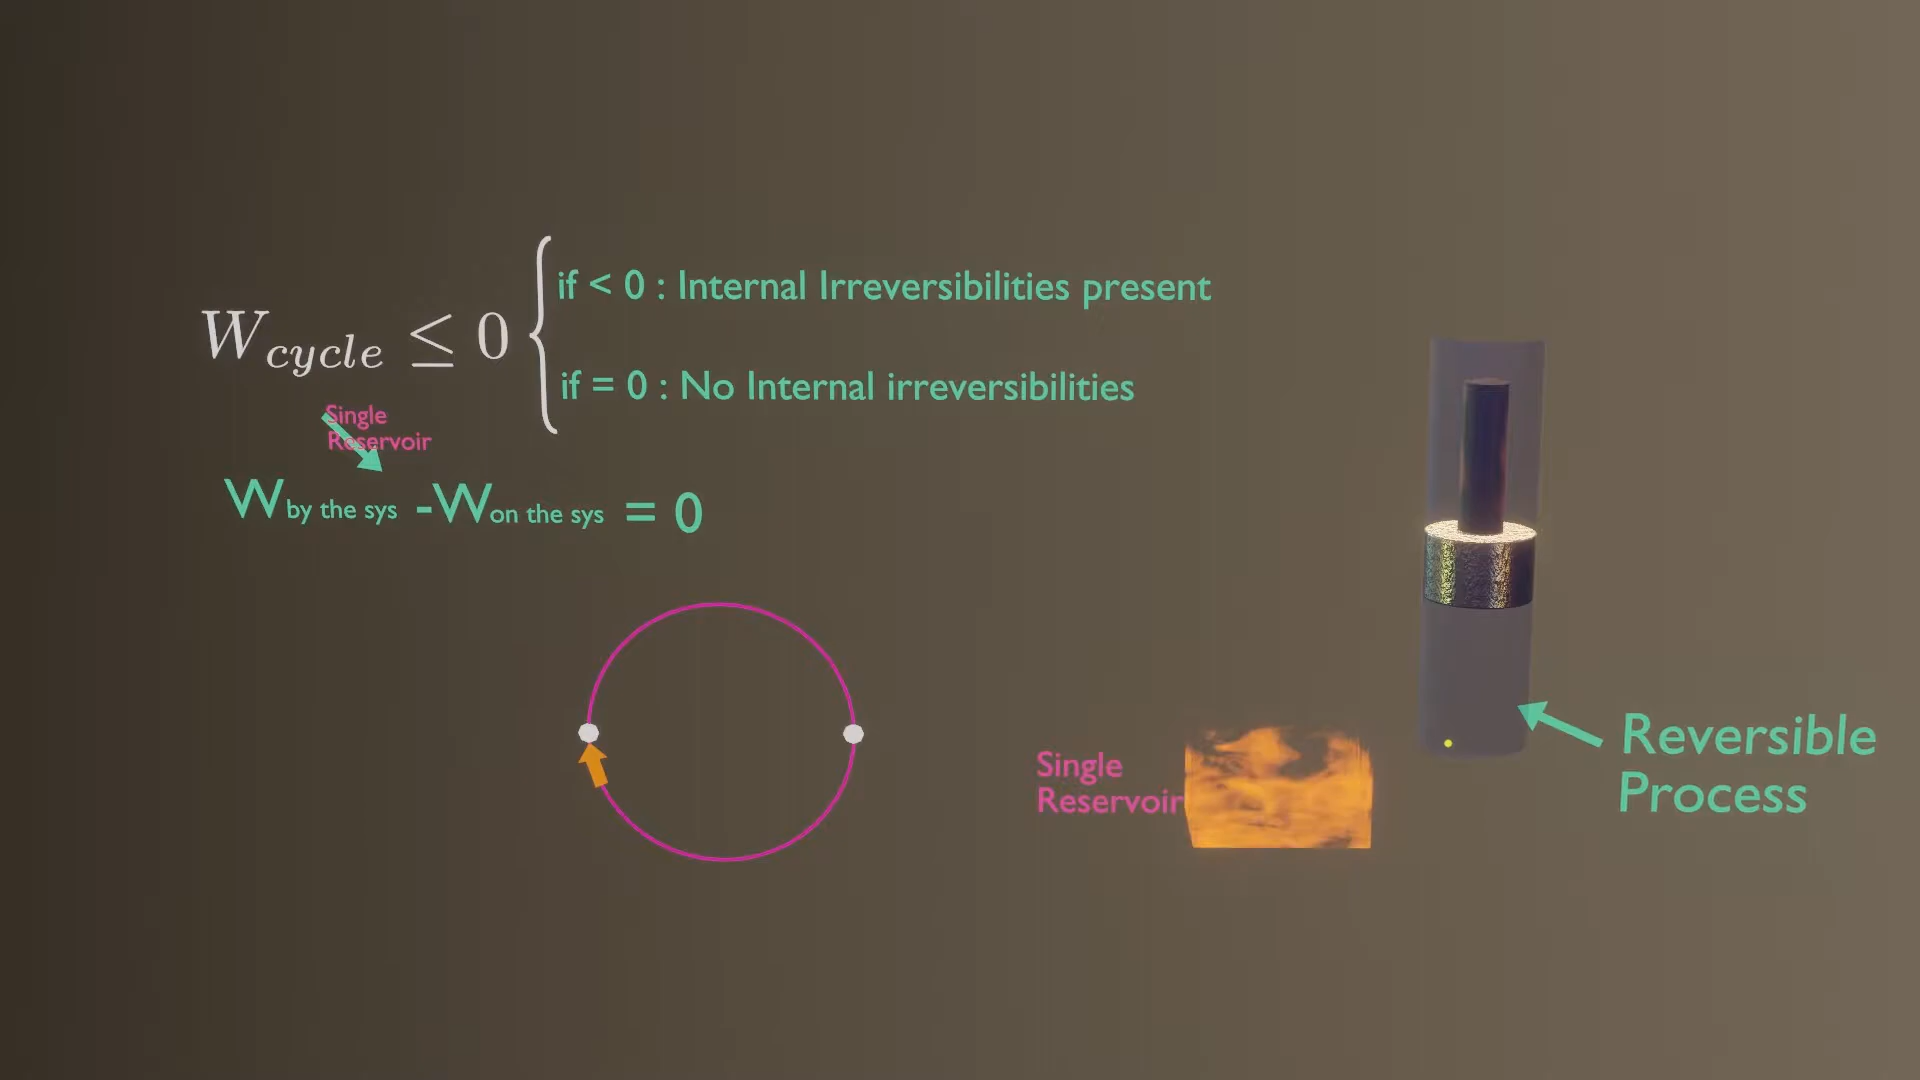 if < 0 : Internal Irreversibilities present
W_cycle ≤ 0
if = 0 : No Internal irreversibilities
Single
Reservoir
W by the sys - W on the sys = 0
Single
Reservoir
Reversible
Process